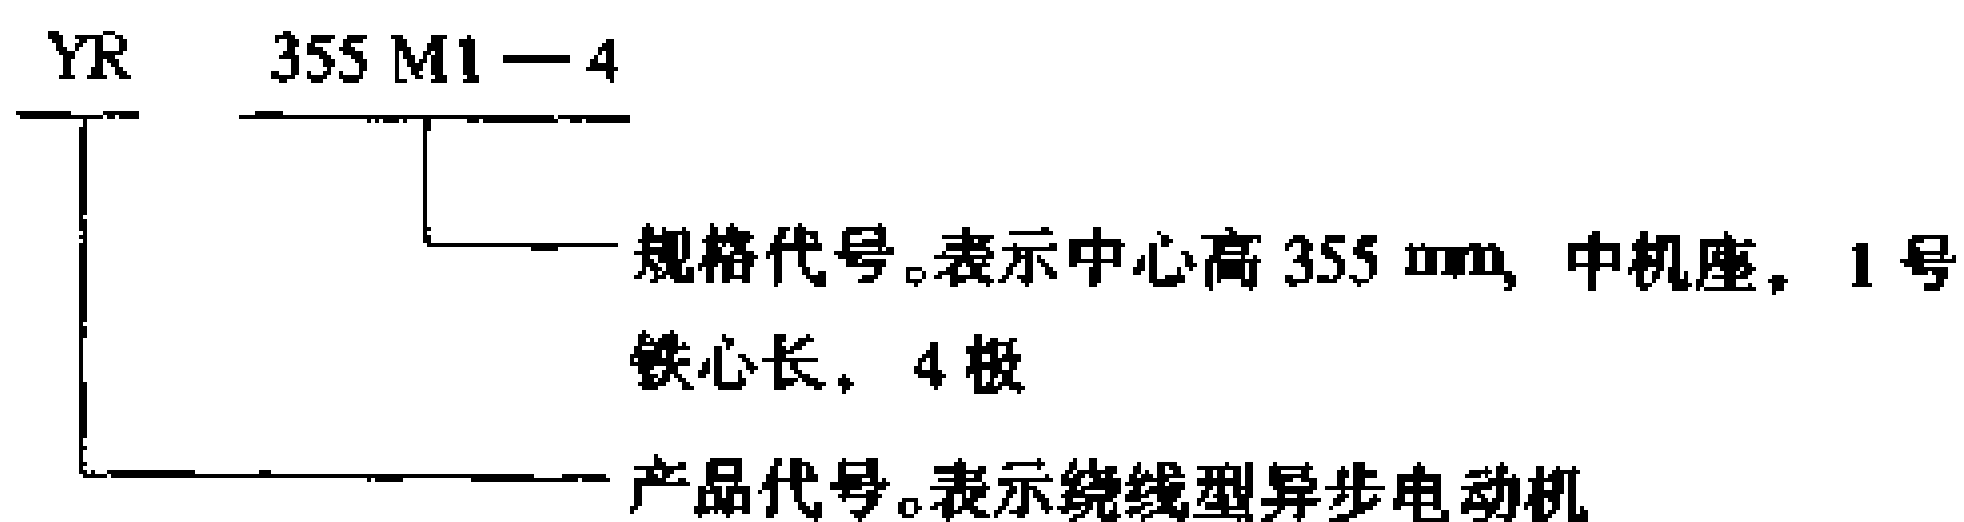 YR 355 M1 — 4
规格代号。表示中心高 355 mm, 中机座, 1 号
铁心长, 4 极
产品代号。表示绕线型异步电动机